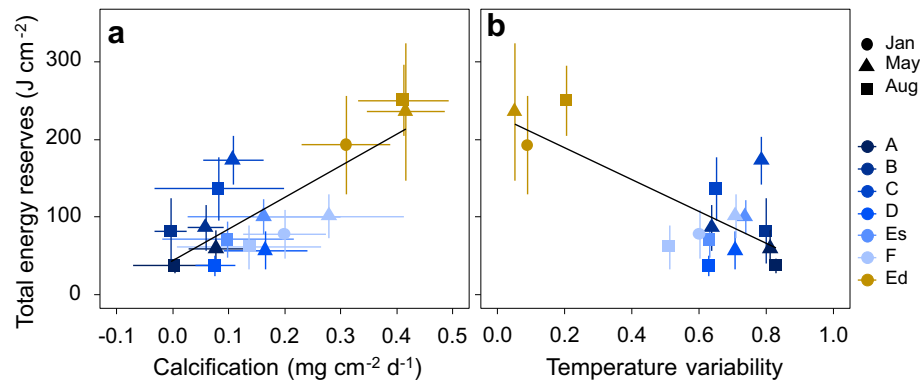 a
b
Total energy reserves (J cm-2)
300
200
100
0
-0.1 0.0 0.1 0.2 0.3 0.4 0.5
Calcification (mg cm-2 d-1)
0.0 0.2 0.4 0.6 0.8 1.0
Temperature variability
Jan
May
Aug
A
B
C
D
Es
F
Ed